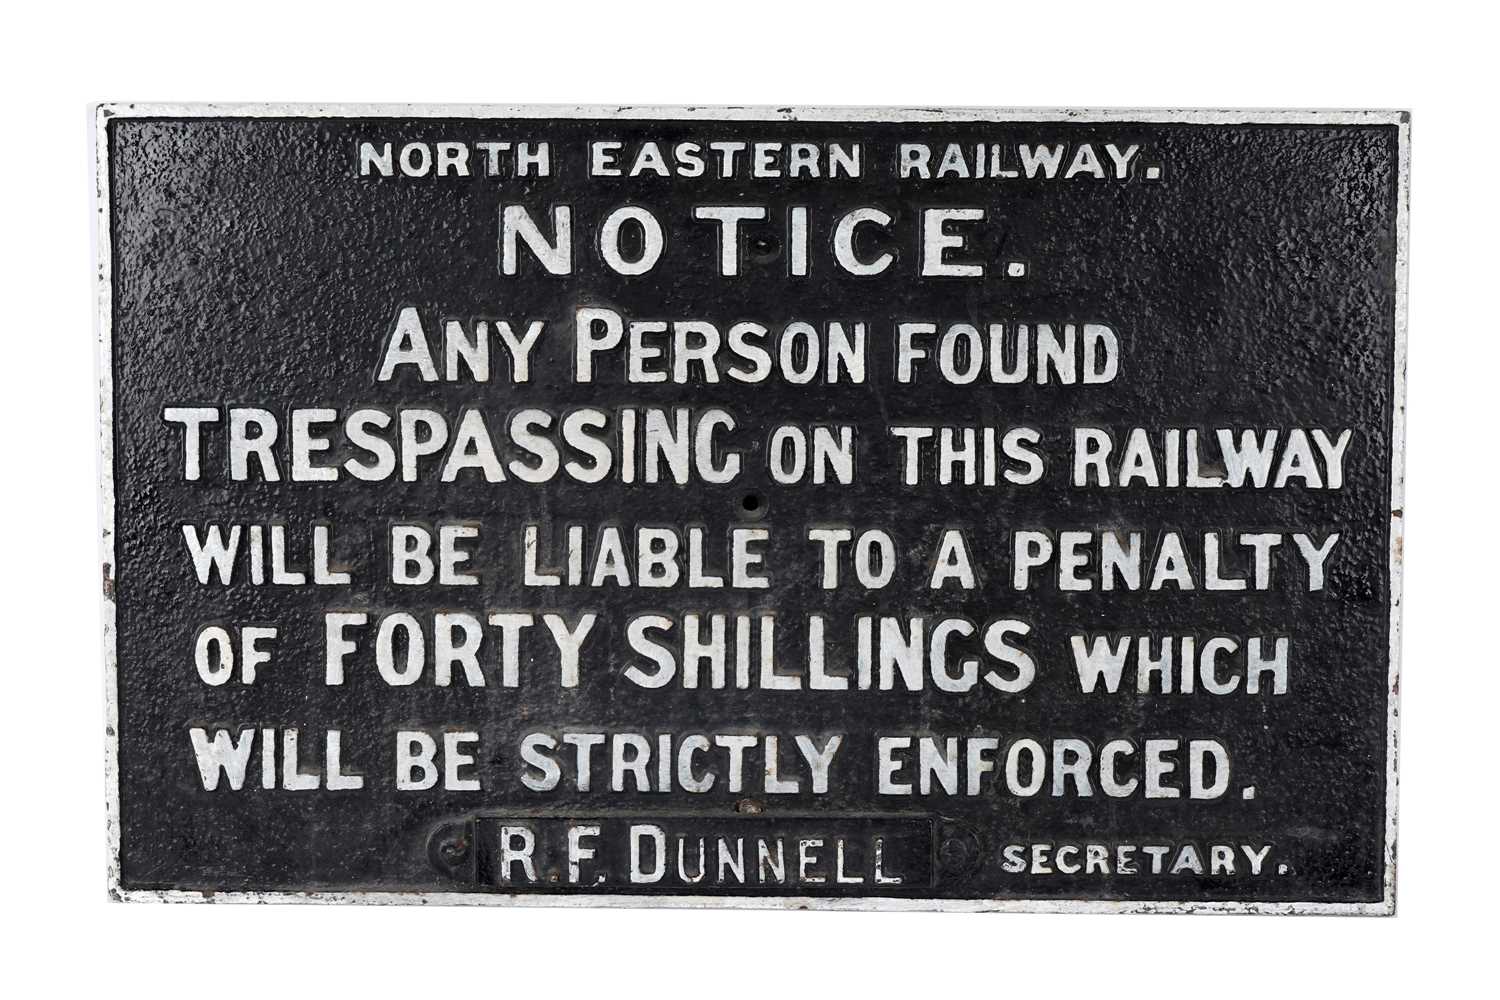 NORTH EASTERN RAILWAY.
NOTICE.
ANY PERSON FOUND
TRESPASSING ON THIS RAILWAY
WILL BE LIABLE TO A PENALTY
OF FORTY SHILLINGS WHICH
WILL BE STRICTLY ENFORCED.
R.F. DUNNELL SECRETARY.